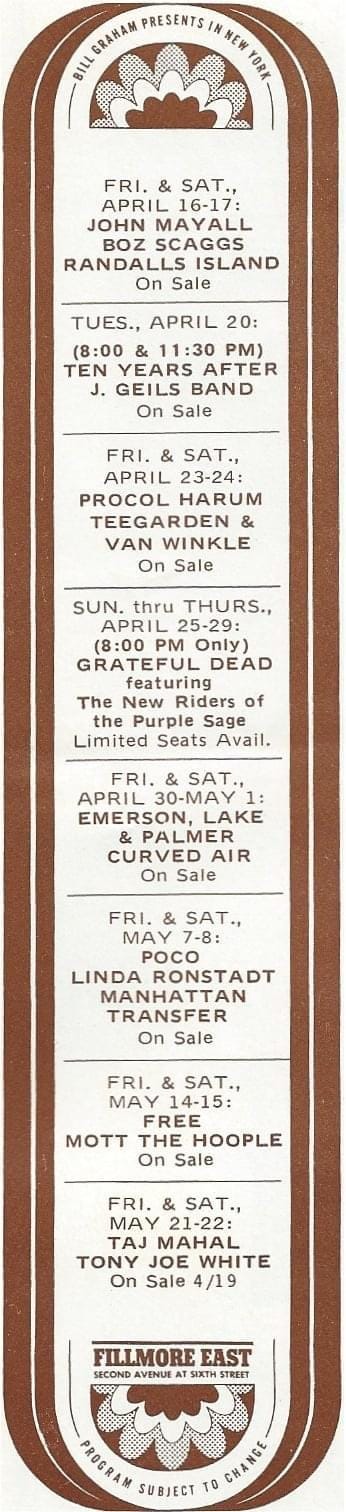 BILL GRAHAM PRESENTS IN NEW YORK
FRI. & SAT.,
APRIL 16-17:
JOHN MAYALL
BOZ SCAGGS
RANDALLS ISLAND
On Sale
TUES., APRIL 20:
(8:00 & 11:30 PM)
TEN YEARS AFTER
J. GEILS BAND
On Sale
FRI. & SAT.,
APRIL 23-24:
PROCOL HARUM
TEEGARDEN &
VAN WINKLE
On Sale
SUN. thru THURS.,
APRIL 25-29:
(8:00 PM Only)
GRATEFUL DEAD
featuring
The New Riders of
the Purple Sage
Limited Seats Avail.
FRI. & SAT.,
APRIL 30-MAY 1:
EMERSON, LAKE
& PALMER
CURVED AIR
On Sale
FRI. & SAT.,
MAY 7-8:
POCO
LINDA RONSTADT
MANHATTAN
TRANSFER
On Sale
FRI. & SAT.,
MAY 14-15:
FREE
MOTT THE HOOPLE
On Sale
FRI. & SAT.,
MAY 21-22:
TAJ MAHAL
TONY JOE WHITE
On Sale 4/19
FILLMORE EAST
SECOND AVENUE AT SIXTH STREET
PROGRAM SUBJECT TO CHANGE